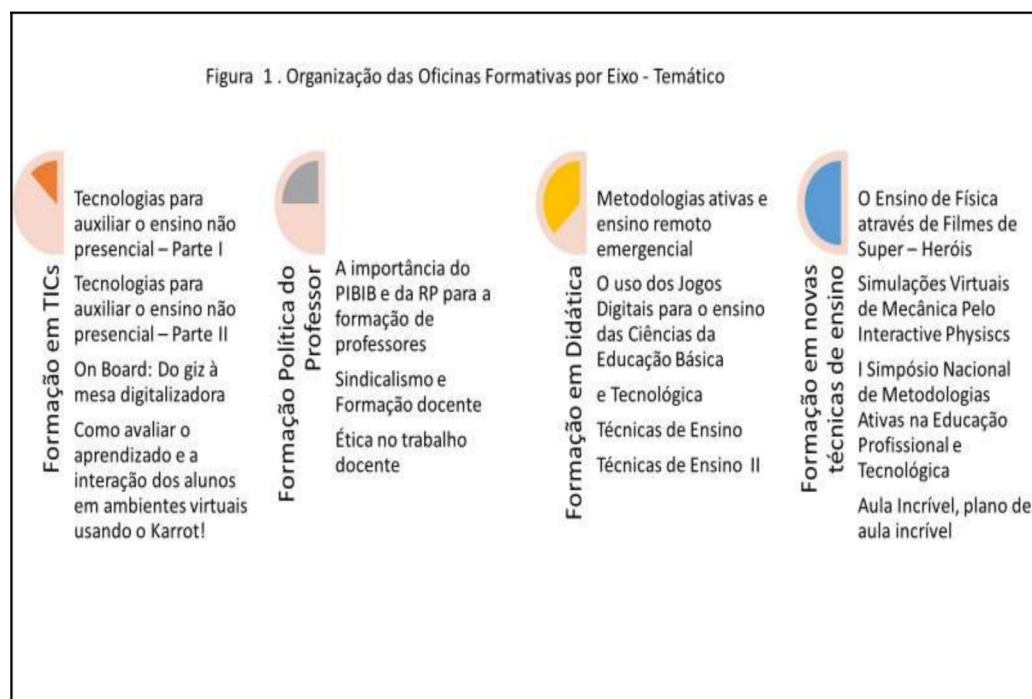 Figura 1 . Organização das Oficinas Formativas por Eixo - Temático
Formação em TICs
Tecnologias para
auxiliar o ensino não
presencial – Parte I
Tecnologias para
auxiliar o ensino não
presencial – Parte II
On Board: Do giz à
mesa digitalizadora
Como avaliar o
aprendizado e a
interação dos alunos
em ambientes virtuais
usando o Karrot!
Formação Política do
Professor
A importância do
PIBIB e da RP para a
formação de
professores
Sindicalismo e
Formação docente
Ética no trabalho
docente
Formação em Didática
Metodologias ativas e
ensino remoto
emergencial
O uso dos Jogos
Digitais para o ensino
das Ciências da
Educação Básica
e Tecnológica
Técnicas de Ensino
Técnicas de Ensino II
Formação em novas
técnicas de ensino
O Ensino de Física
através de Filmes de
Super – Heróis
Simulações Virtuais
de Mecânica Pelo
Interactive Physiscs
I Simpósio Nacional
de Metodologias
Ativas na Educação
Profissional e
Tecnológica
Aula Incrível, plano de
aula incrível